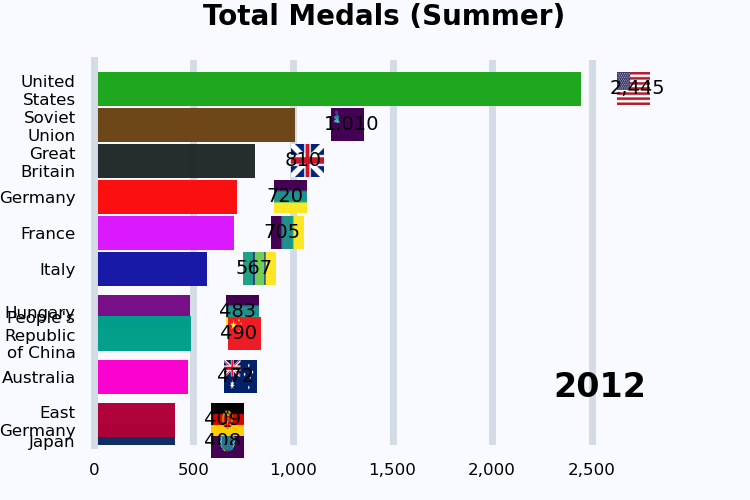 Total Medals (Summer)
United
States
2,445
Soviet
Union
1,010
Great
Britain
810
Germany
720
France
705
Italy
567
Hungary
483
People's
Republic
of China
490
Australia
472
East
Germany
409
Japan
408
2012
0
500
1,000
1,500
2,000
2,500